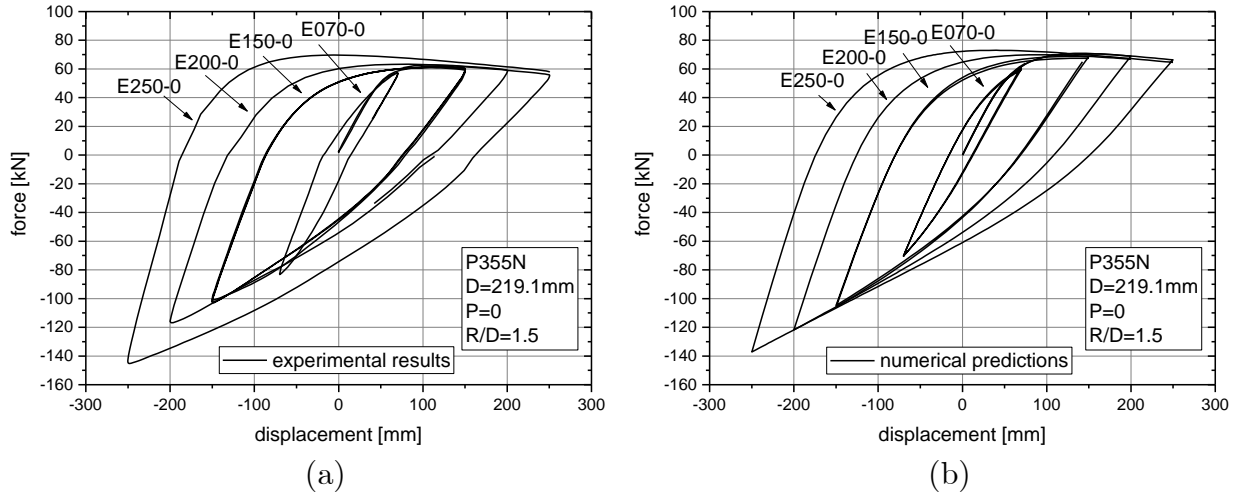 100
80
60
40
20
0
-20
-40
-60
-80
-100
-120
-140
-160
force [kN]
-300 -200 -100 0 100 200 300
displacement [mm]
E070-0
E150-0
E200-0
E250-0
P355N
D=219.1mm
P=0
R/D=1.5
experimental results
(a)
100
80
60
40
20
0
-20
-40
-60
-80
-100
-120
-140
-160
force [kN]
-300 -200 -100 0 100 200 300
displacement [mm]
E070-0
E150-0
E200-0
E250-0
P355N
D=219.1mm
P=0
R/D=1.5
numerical predictions
(b)